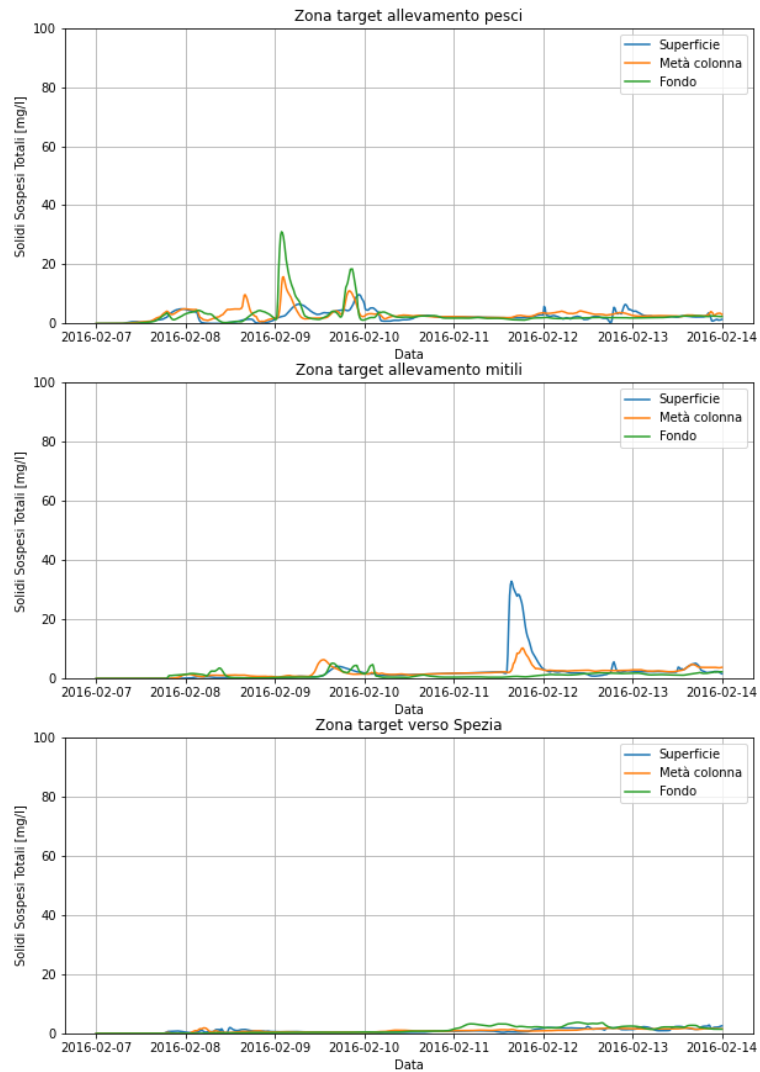 Zona target allevamento pesci
Solidi Sospesi Totali [mg/l]
100
80
60
40
20
0
Superficie
Metà colonna
Fondo
2016-02-07 2016-02-08 2016-02-09 2016-02-10 2016-02-11 2016-02-12 2016-02-13 2016-02-14
Data
Zona target allevamento mitili
Solidi Sospesi Totali [mg/l]
100
80
60
40
20
0
Superficie
Metà colonna
Fondo
2016-02-07 2016-02-08 2016-02-09 2016-02-10 2016-02-11 2016-02-12 2016-02-13 2016-02-14
Data
Zona target verso Spezia
Solidi Sospesi Totali [mg/l]
100
80
60
40
20
0
Superficie
Metà colonna
Fondo
2016-02-07 2016-02-08 2016-02-09 2016-02-10 2016-02-11 2016-02-12 2016-02-13 2016-02-14
Data